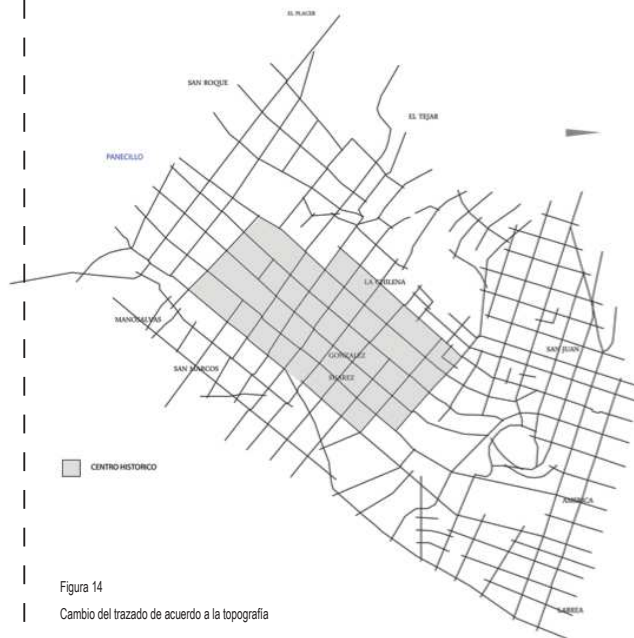 EL PLACER
SAN ROQUE
EL TEJAR
PANECILLO
LA CHILENA
MANOSALVAS
GONZALEZ
SUAREZ
SAN JUAN
SAN MARCOS
CENTRO HISTORICO
AMERICA
LARREA
Figura 14
Cambio del trazado de acuerdo a la topografía